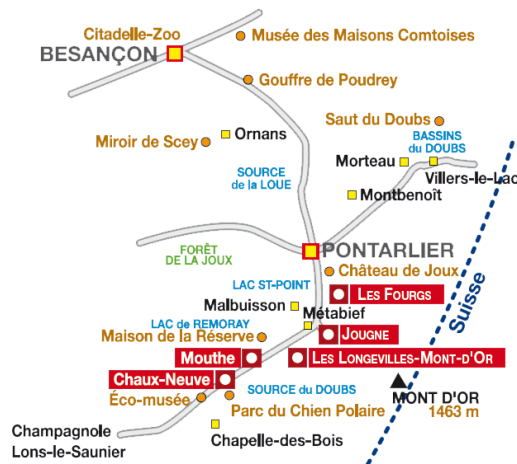 Citadelle-Zoo
BESANÇON
Musée des Maisons Comtoises
Gouffre de Poudrey
Saut du Doubs
Ornans
Miroir de Scey
BASSINS
du DOUBS
Morteau
Villers-le-Lac
SOURCE
de la LOUE
Montbenoît
PONTARLIER
FORÊT
DE LA JOUX
Château de Joux
LAC ST-POINT
LES FOURGS
Malbuisson
Métabief
Suisse
LAC de REMORAY
Maison de la Réserve
JOUGNE
Mouthe
LES LONGEVILLES-MONT-D'OR
Chaux-Neuve
SOURCE du DOUBS
MONT D'OR
1463 m
Éco-musée
Parc du Chien Polaire
Champagnole
Lons-le-Saunier
Chapelle-des-Bois